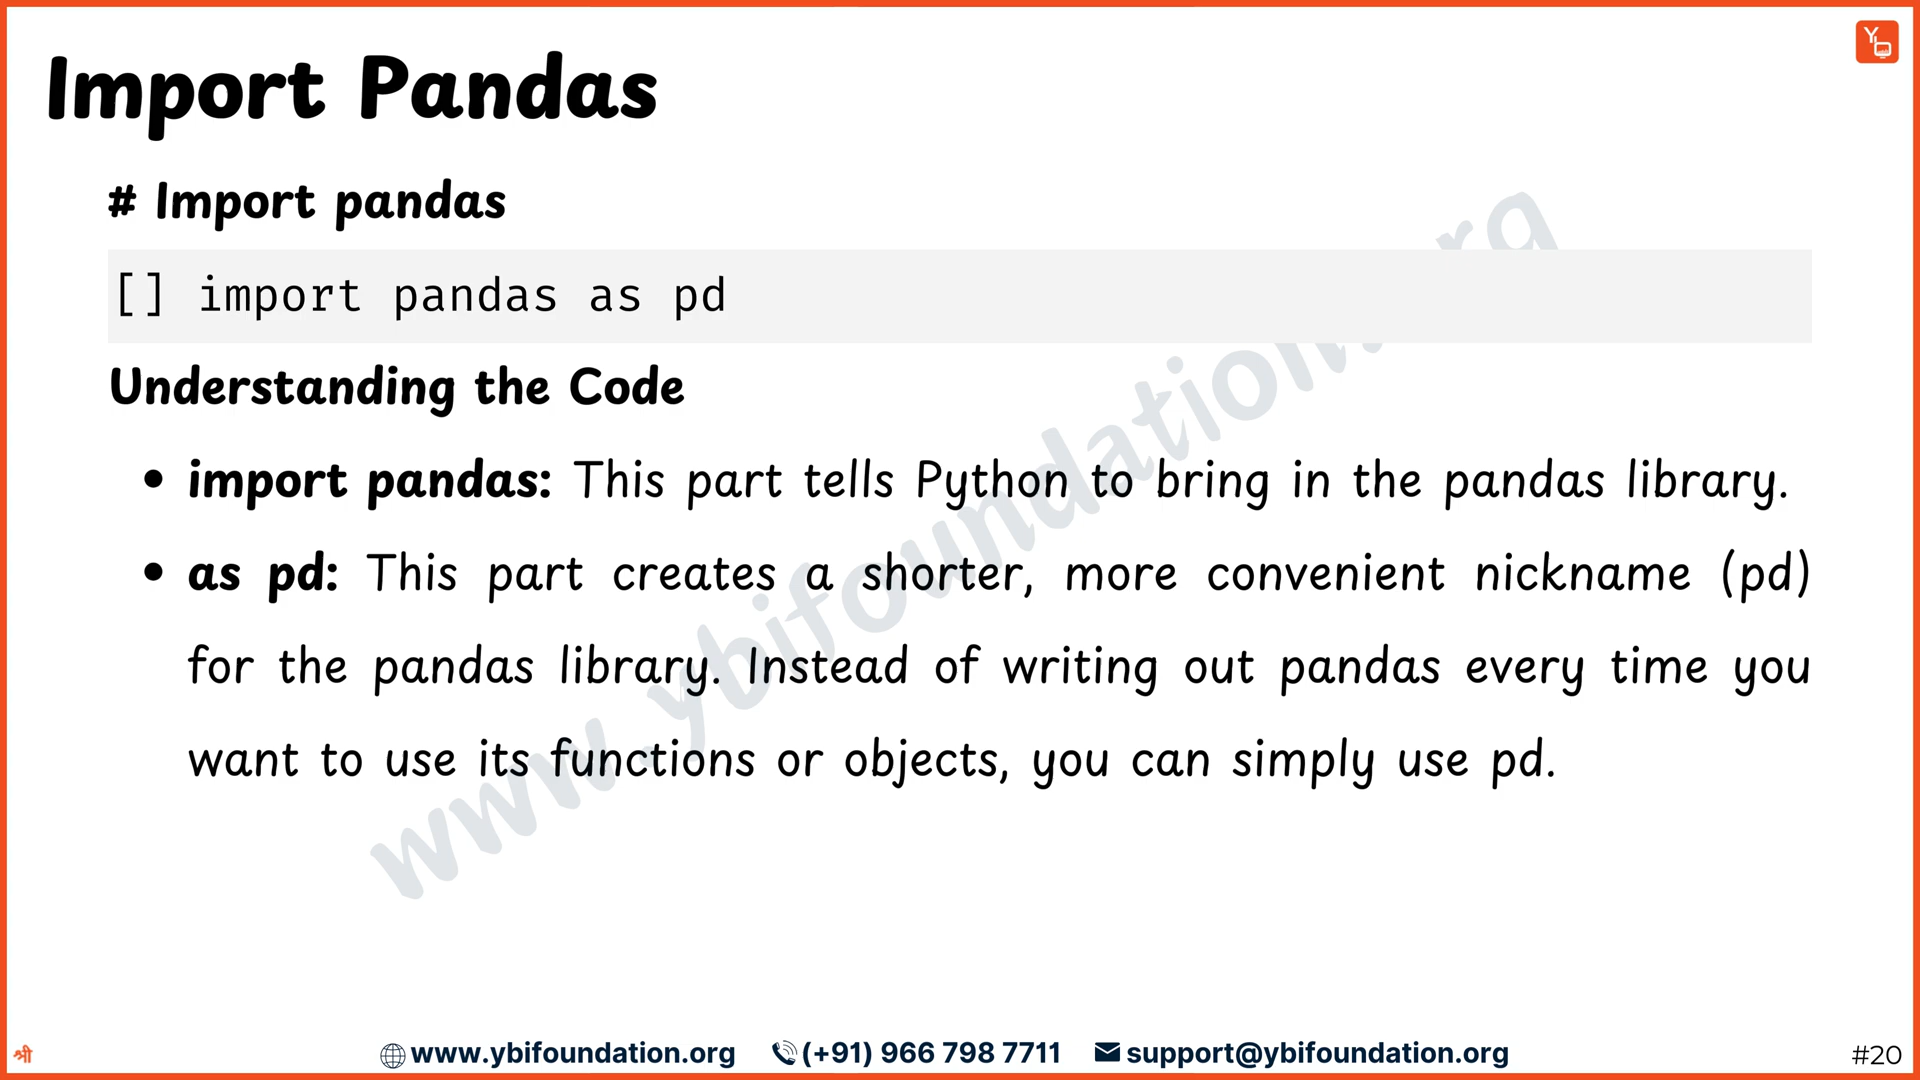 Import Pandas
# Import pandas
[] import pandas as pd
Understanding the Code
• import pandas: This part tells Python to bring in the pandas library.
• as pd: This part creates a shorter, more convenient nickname (pd)
for the pandas library. Instead of writing out pandas every time you
want to use its functions or objects, you can simply use pd.
www.ybifoundation.org
श्री
www.ybifoundation.org (+91) 966 798 7711 support@ybifoundation.org
#20